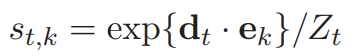 s_{t,k} = exp{d_t · e_k}/Z_t